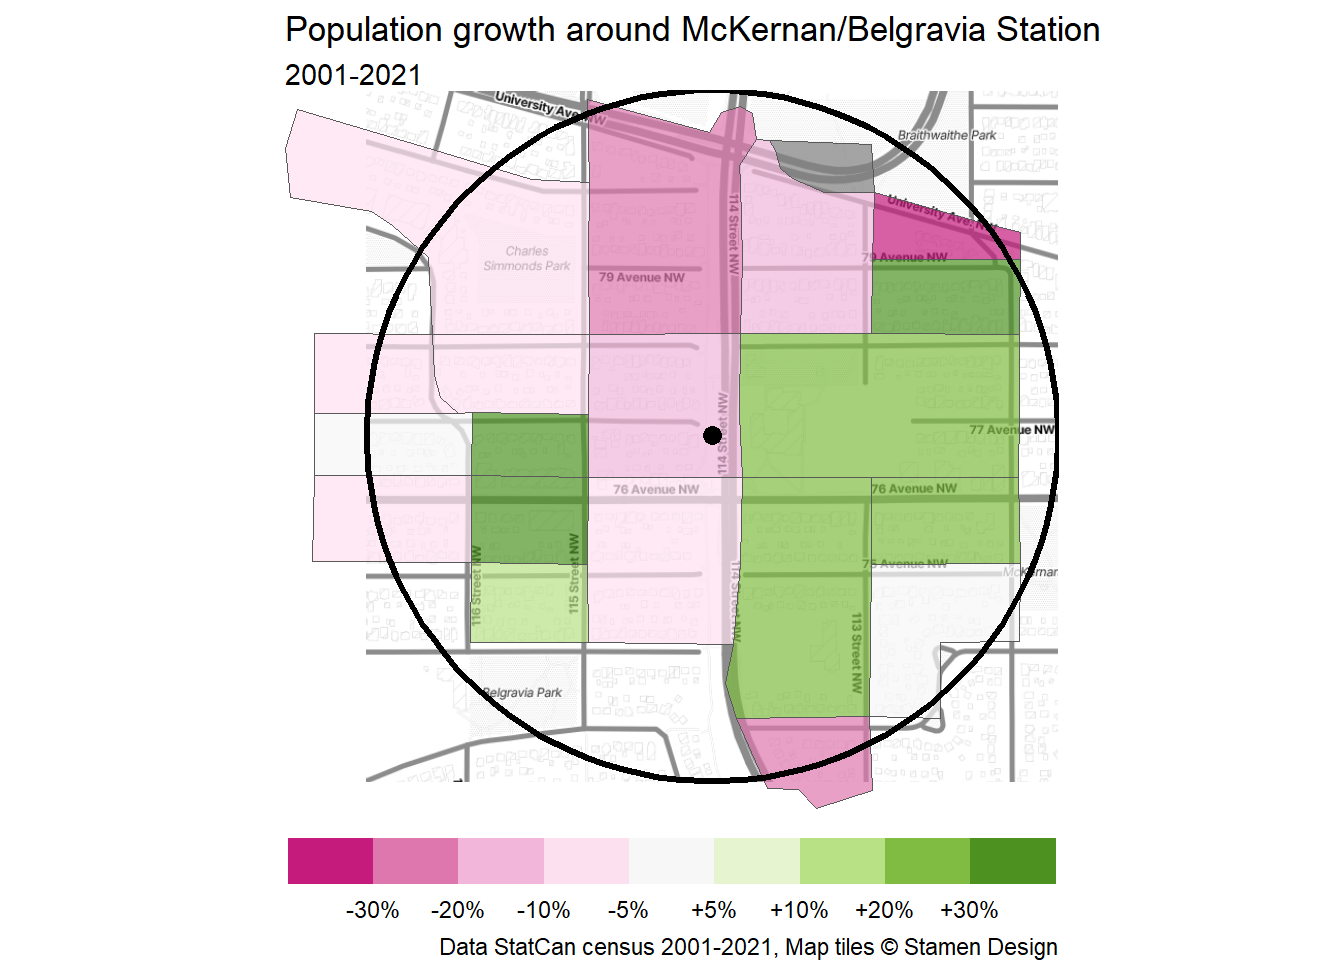 Population growth around McKernan/Belgravia Station
2001-2021
University Ave NW
Braithwaithe Park
114 Street NW
University Ave. NW
Charles
Simmonds Park
79 Avenue NW
79 Avenue NW
114 Street NW
77 Avenue NW
76 Avenue NW
76 Avenue NW
116 Street NW
115 Street NW
114 Street NW
75 Avenue NW
113 Street NW
Belgravia Park
-30% -20% -10% -5% +5% +10% +20% +30%
Data StatCan census 2001-2021, Map tiles © Stamen Design